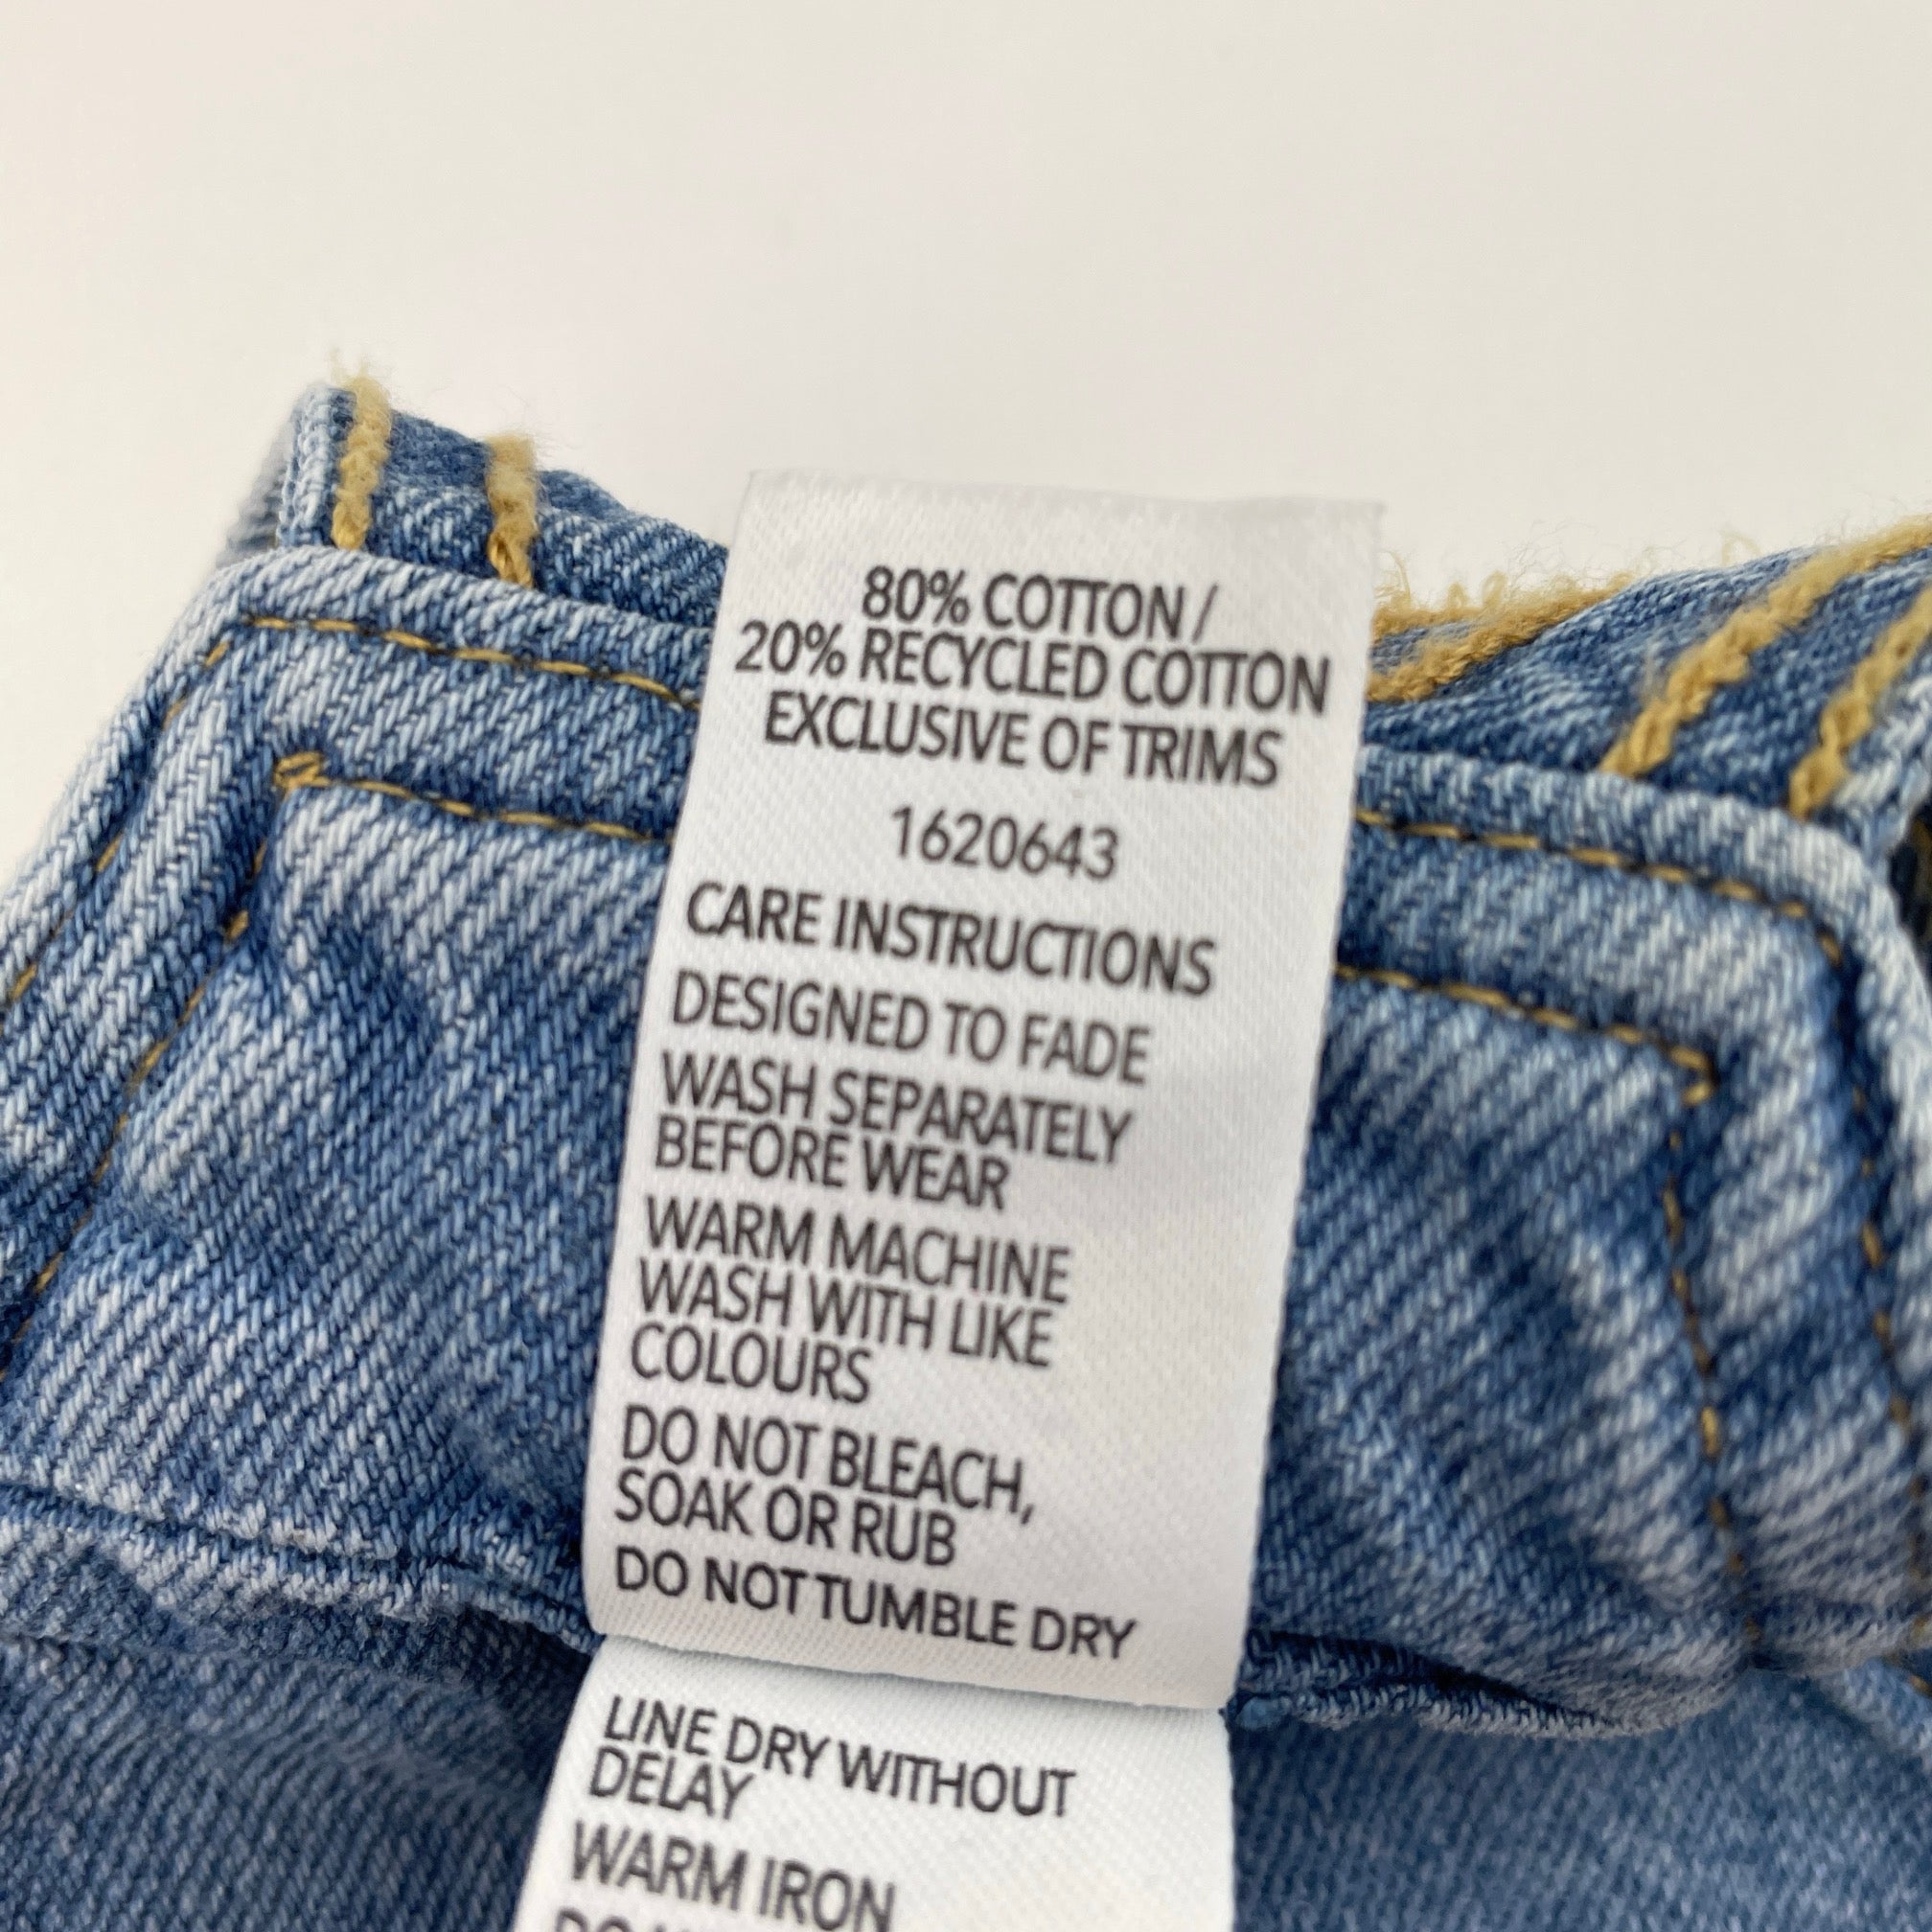 80% COTTON /
20% RECYCLED COTTON
EXCLUSIVE OF TRIMS
1620643
CARE INSTRUCTIONS
DESIGNED TO FADE
WASH SEPARATELY
BEFORE WEAR
WARM MACHINE
WASH WITH LIKE
COLOURS
DO NOT BLEACH,
SOAK OR RUB
DO NOT TUMBLE DRY
LINE DRY WITHOUT
DELAY
WARM IRON